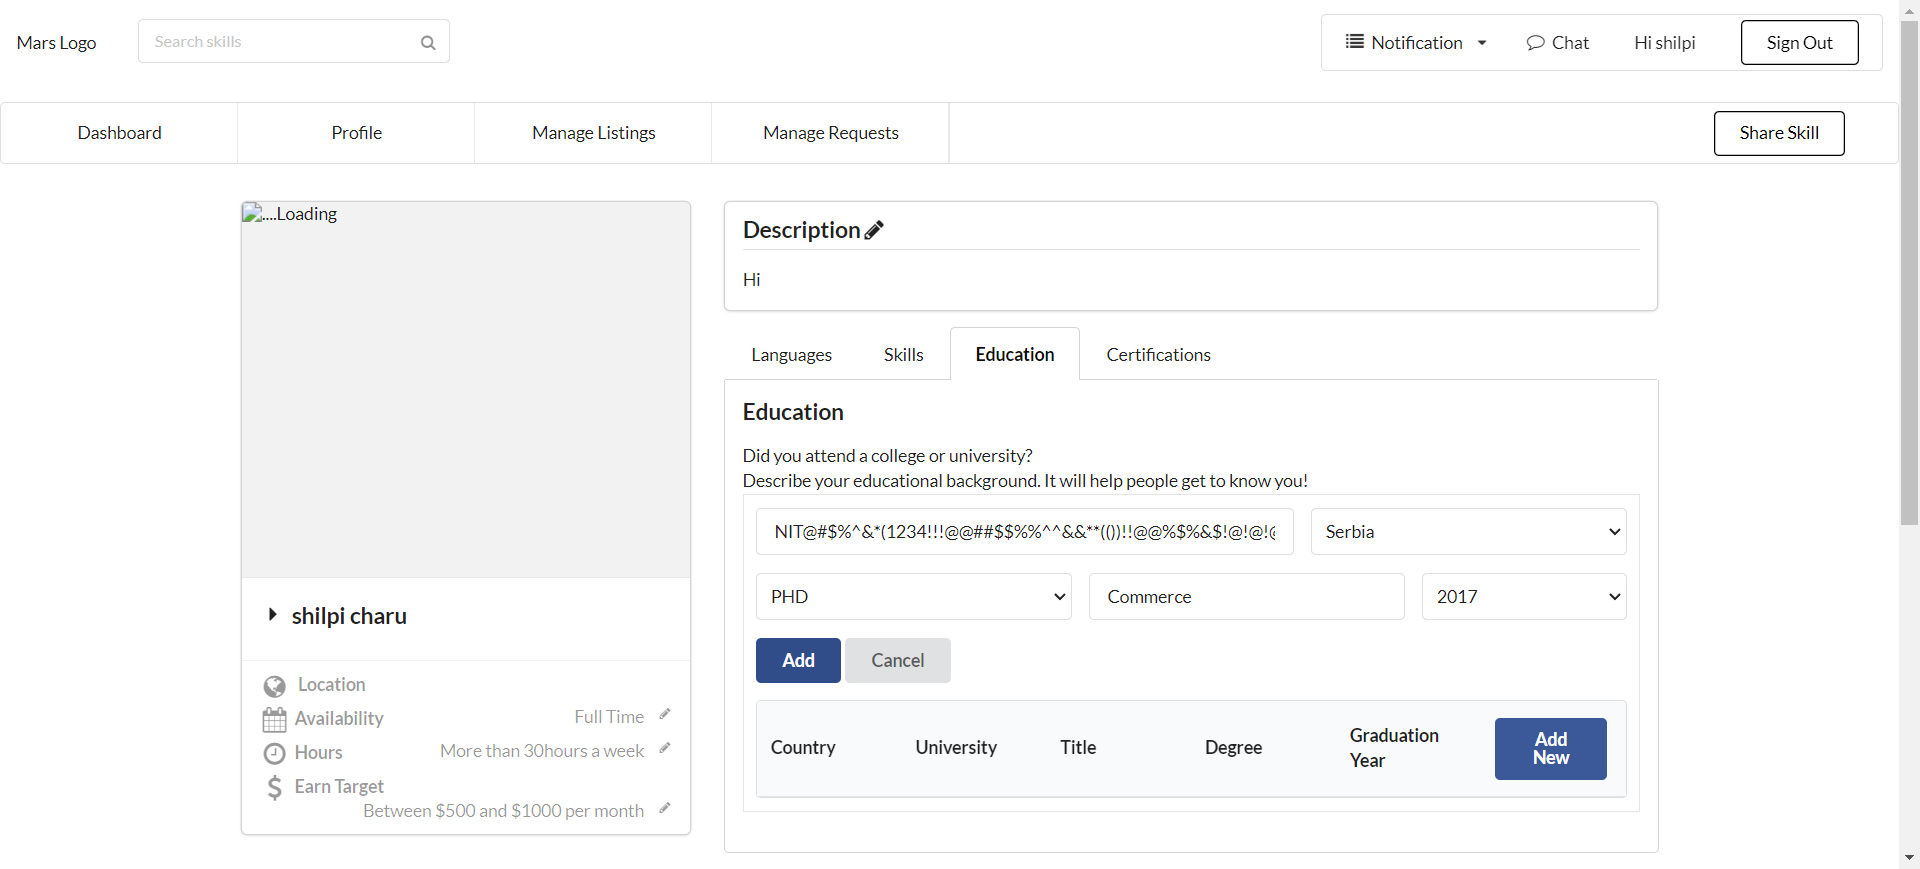 Mars Logo
Search skills
Notification
Chat
Hi shilpi
Sign Out
Dashboard
Profile
Manage Listings
Manage Requests
Share Skill
....Loading
shilpi charu
Location
Availability
Full Time
Hours
More than 30hours a week
Earn Target
Between $500 and $1000 per month
Description
Hi
Languages
Skills
Education
Certifications
Education
Did you attend a college or university?
Describe your educational background. It will help people get to know you!
NIT@#$%^&*(1234!!!@@##$$%%^^&&**(())!!@@%$%&$!@!@!@
Serbia
PHD
Commerce
2017
Add
Cancel
Country
University
Title
Degree
Graduation
Year
Add
New